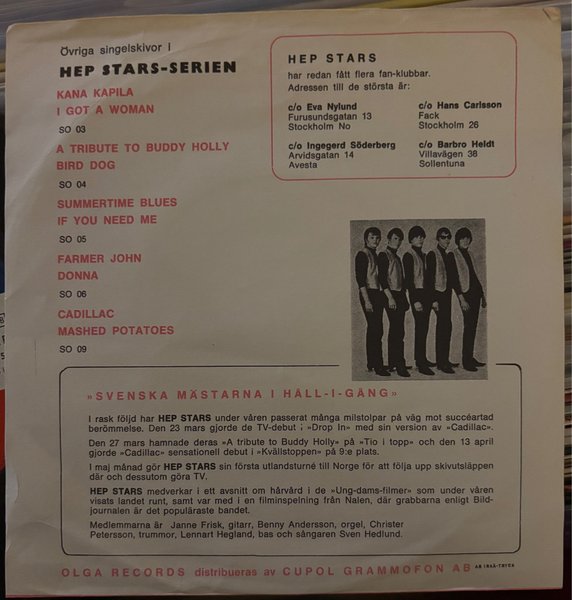 Övriga singelskivor i
HEP STARS-SERIEN
KANA KAPILA
I GOT A WOMAN
SO 03
A TRIBUTE TO BUDDY HOLLY
BIRD DOG
SO 04
SUMMERTIME BLUES
IF YOU NEED ME
SO 05
FARMER JOHN
DONNA
SO 06
CADILLAC
MASHED POTATOES
SO 09
HEP STARS
har redan fått flera fan-klubbar.
Adressen till de största är:
c/o Eva Nylund
Furusundsgatan 13
Stockholm No
c/o Hans Carlsson
Fack
Stockholm 26
c/o Ingegerd Söderberg
Arvidsgatan 14
Avesta
c/o Barbro Heldt
Villavägen 38
Sollentuna
»SVENSKA MÄSTARNA I HÅLL-I-GÅNG»
I rask följd har HEP STARS under våren passerat många milstolpar på väg mot succéartad
berömmelse. Den 23 mars gjorde de TV-debut i »Drop In» med sin version av »Cadillac».
Den 27 mars hamnade deras »A tribute to Buddy Holly» på »Tio i topp» och den 13 april
gjorde »Cadillac» sensationell debut i »Kvällstoppen» på 9:e plats.
I maj månad gör HEP STARS sin första utlandsturné till Norge för att följa upp skivutsläppen
där och dessutom göra TV.
HEP STARS medverkar i ett avsnitt om hårvård i de »Ung-dams-filmer» som under våren
visats landet runt, samt var med i en filminspelning från Nalen, där grabbarna enligt Bild-
journalen är det populäraste bandet.
Medlemmarna är Janne Frisk, gitarr, Benny Andersson, orgel, Christer
Petersson, trummor, Lennart Hegland, bas och sångaren Sven Hedlund.
OLGA RECORDS distribueras av CUPOL GRAMMOFON AB